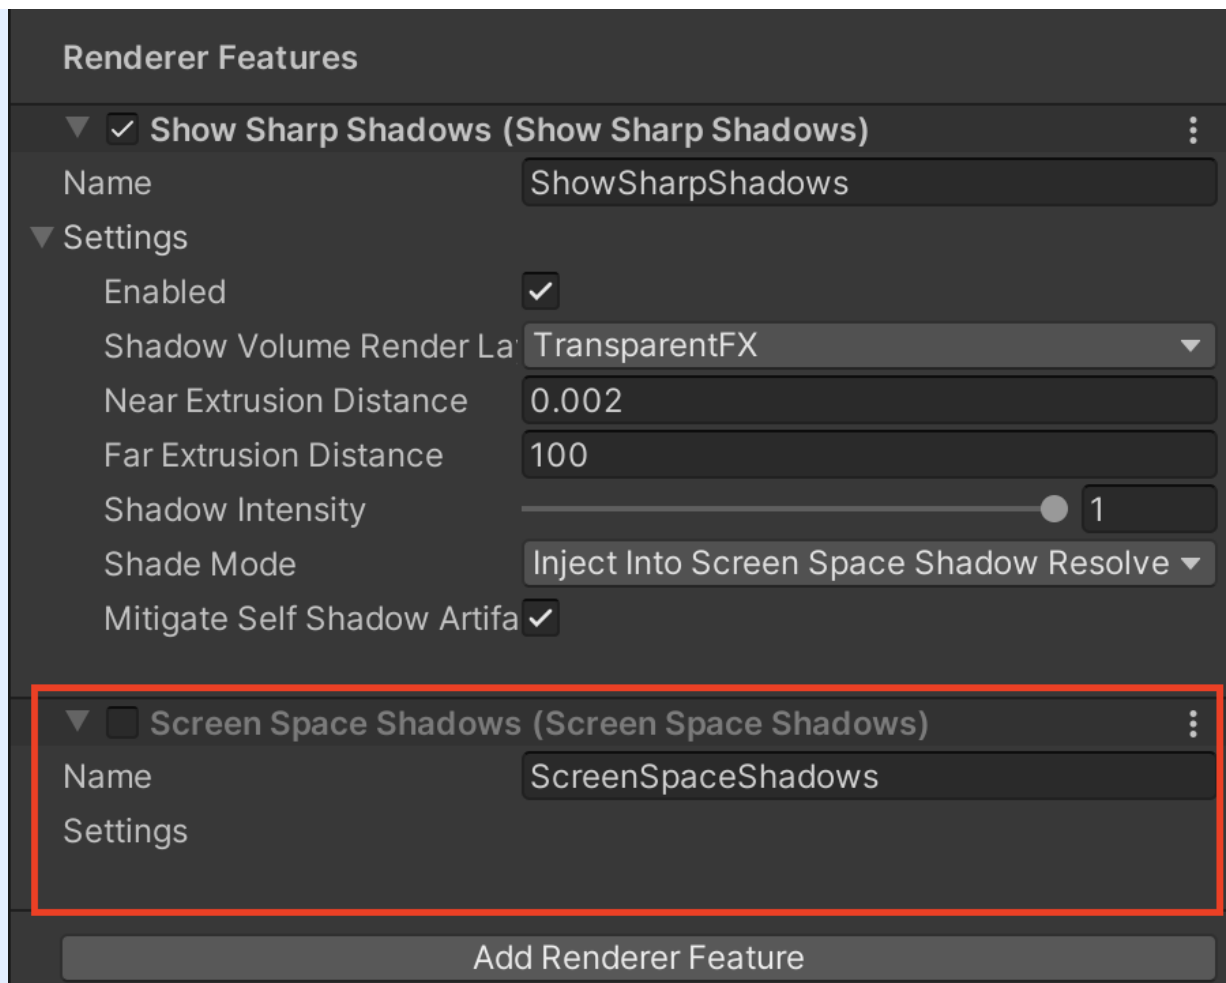 Renderer Features
Show Sharp Shadows (Show Sharp Shadows)
Name ShowSharpShadows
Settings
Enabled
Shadow Volume Render La TransparentFX
Near Extrusion Distance 0.002
Far Extrusion Distance 100
Shadow Intensity 1
Shade Mode Inject Into Screen Space Shadow Resolve
Mitigate Self Shadow Artifa
Screen Space Shadows (Screen Space Shadows)
Name ScreenSpaceShadows
Settings
Add Renderer Feature